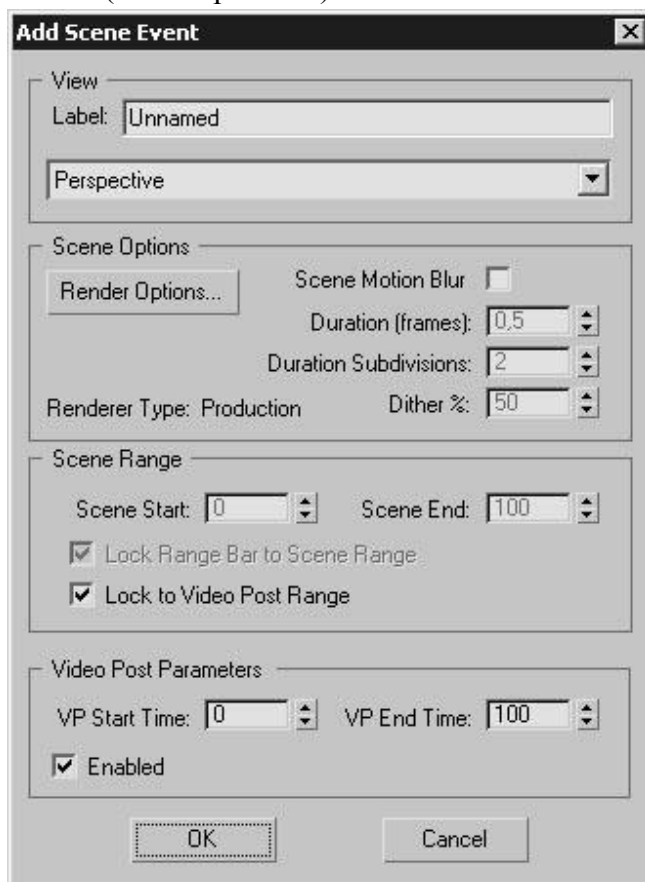 Add Scene Event
View
Label: Unnamed
Perspective
Scene Options
Render Options...
Scene Motion Blur
Duration (frames): 0,5
Duration Subdivisions: 2
Renderer Type: Production Dither %: 50
Scene Range
Scene Start: 0 Scene End: 100
Lock Range Bar to Scene Range
Lock to Video Post Range
Video Post Parameters
VP Start Time: 0 VP End Time: 100
Enabled
OK Cancel